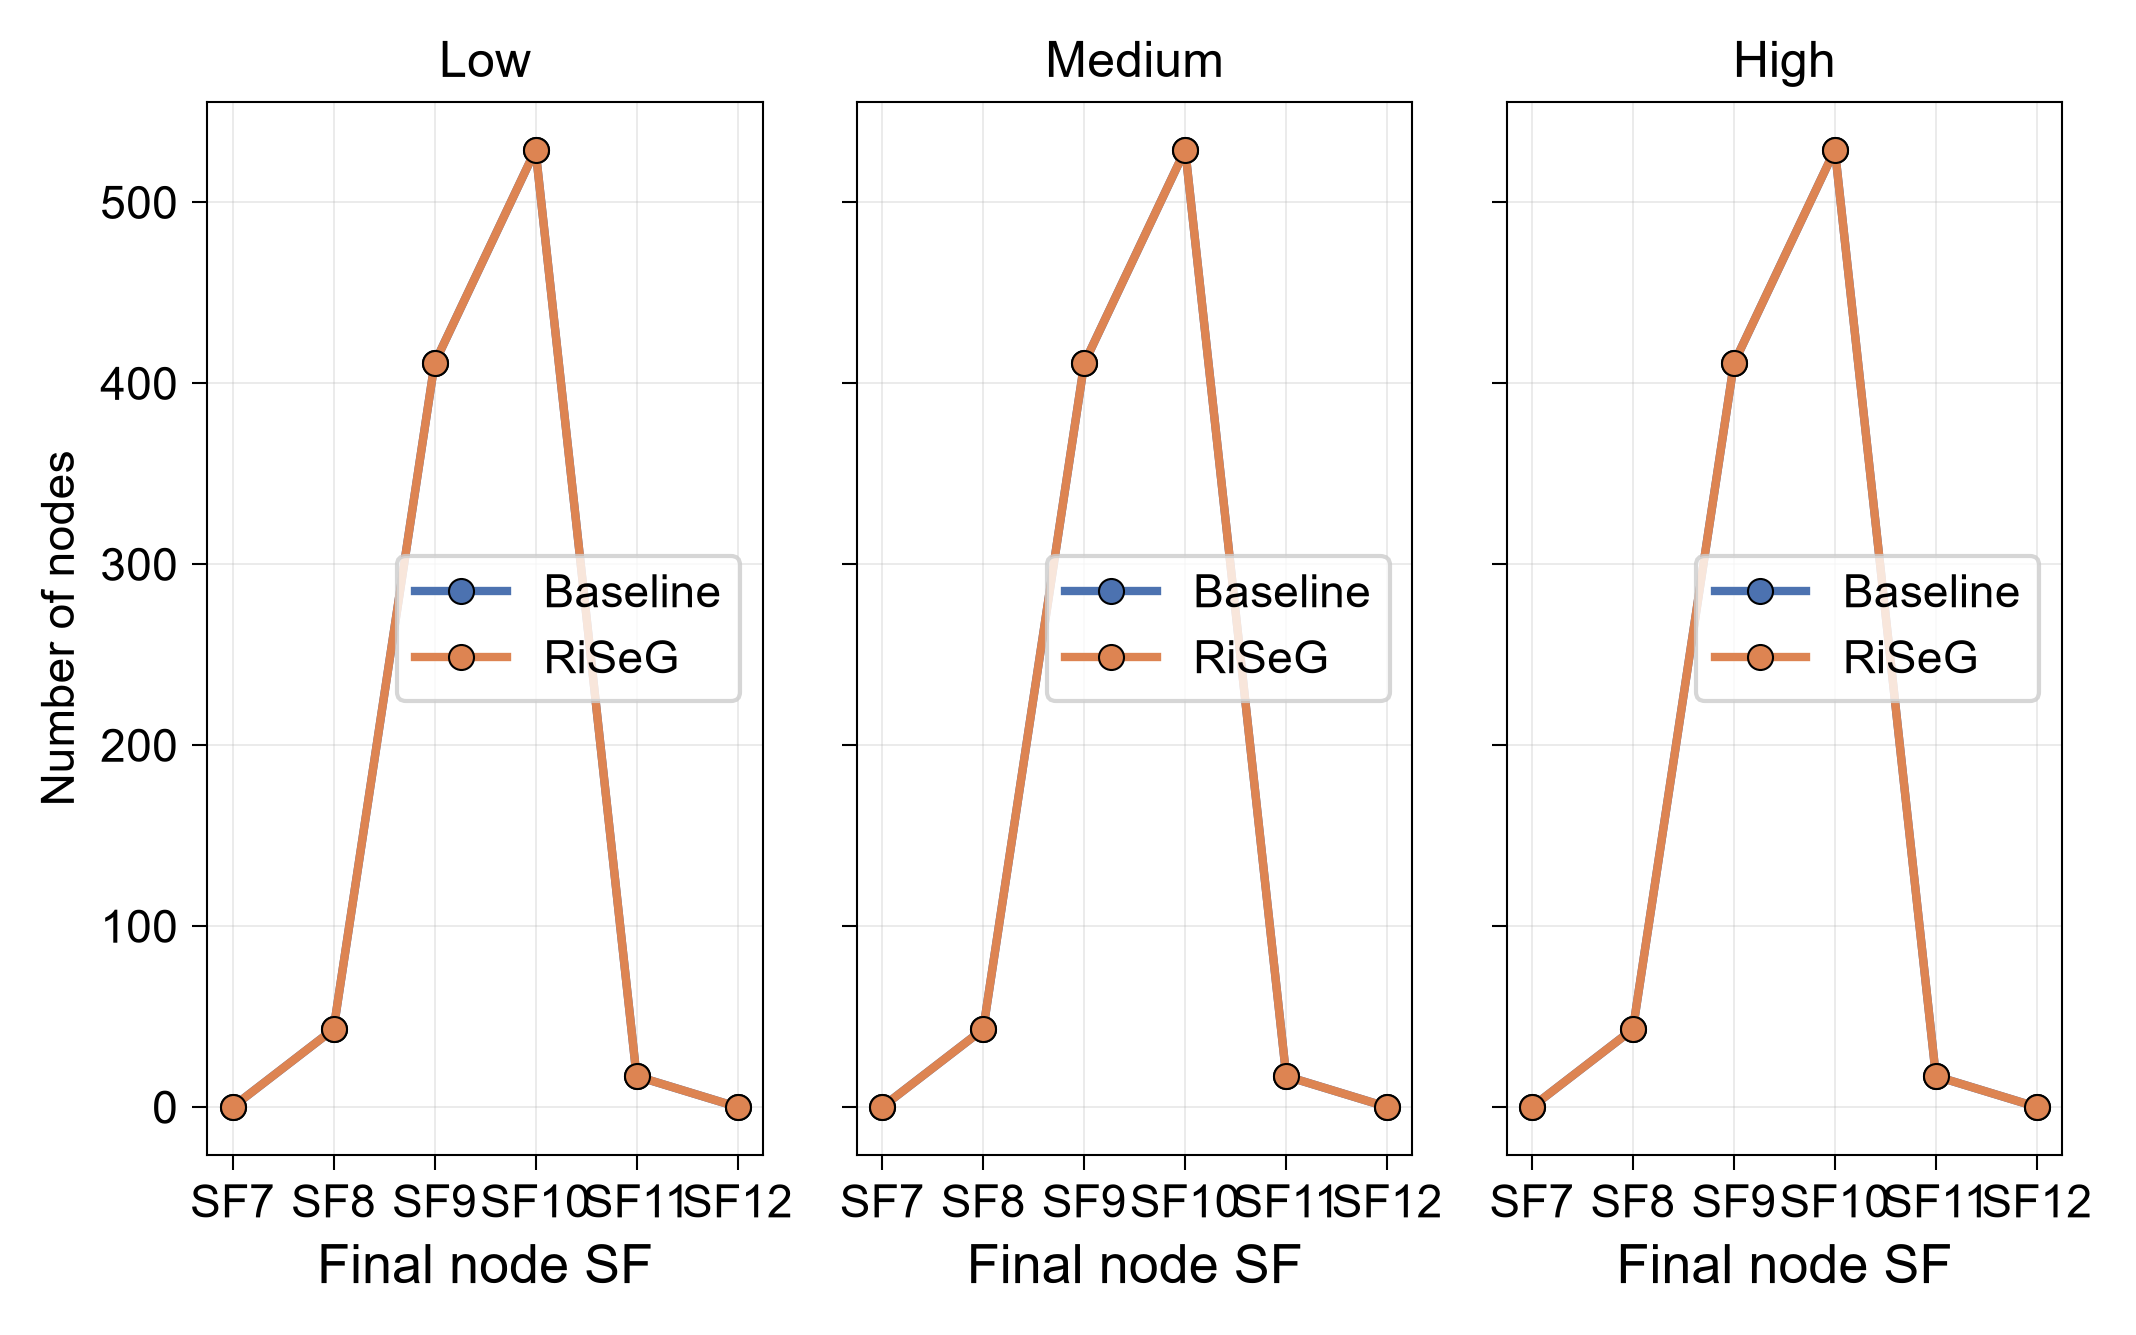 Low Medium High
500
400
300
200
100
0
Number of nodes
Baseline
RiSeG
Baseline
RiSeG
Baseline
RiSeG
SF7 SF8 SF9 SF10 SF11 SF12
SF7 SF8 SF9 SF10 SF11 SF12
SF7 SF8 SF9 SF10 SF11 SF12
Final node SF
Final node SF
Final node SF